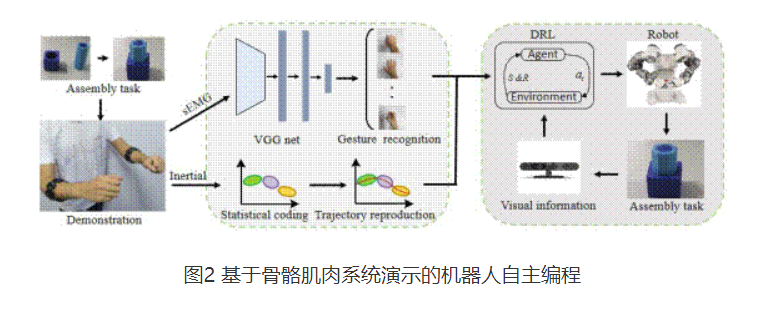 Assembly task
Demonstration
sEMG
Inertial
VGG net
Gesture recognition
Statistical coding
Trajectory reproduction
DRL
Agent
S &R
aₜ
Environment
Robot
Visual information
Assembly task
图2 基于骨骼肌肉系统演示的机器人自主编程